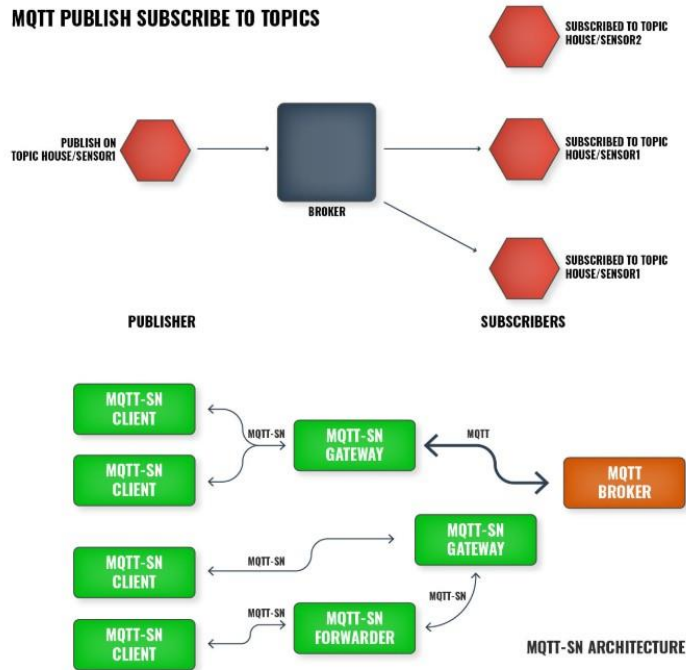 MQTT PUBLISH SUBSCRIBE TO TOPICS
SUBSCRIBED TO TOPIC
HOUSE/SENSOR2
PUBLISH ON
TOPIC HOUSE/SENSOR1
SUBSCRIBED TO TOPIC
HOUSE/SENSOR1
BROKER
SUBSCRIBED TO TOPIC
HOUSE/SENSOR1
PUBLISHER
SUBSCRIBERS
MQTT-SN
CLIENT
MQTT-SN
MQTT-SN
GATEWAY
MQTT
MQTT-SN
CLIENT
MQTT
BROKER
MQTT-SN
GATEWAY
MQTT-SN
CLIENT
MQTT-SN
MQTT-SN
MQTT-SN
CLIENT
MQTT-SN
MQTT-SN
FORWARDER
MQTT-SN ARCHITECTURE